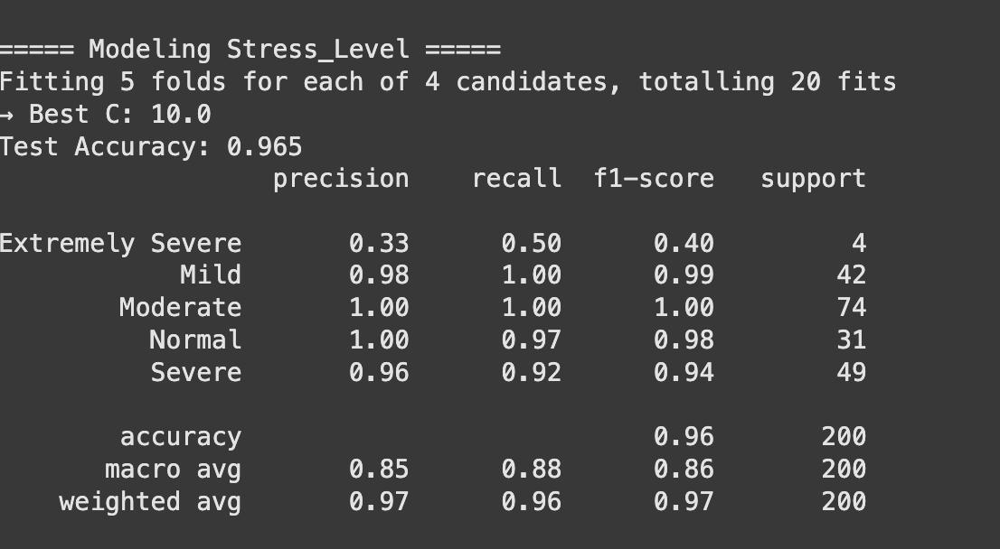 ===== Modeling Stress_Level =====
Fitting 5 folds for each of 4 candidates, totalling 20 fits
→ Best C: 10.0
Test Accuracy: 0.965
precision recall f1-score support
Extremely Severe 0.33 0.50 0.40 4
Mild 0.98 1.00 0.99 42
Moderate 1.00 1.00 1.00 74
Normal 1.00 0.97 0.98 31
Severe 0.96 0.92 0.94 49
accuracy 0.96 200
macro avg 0.85 0.88 0.86 200
weighted avg 0.97 0.96 0.97 200